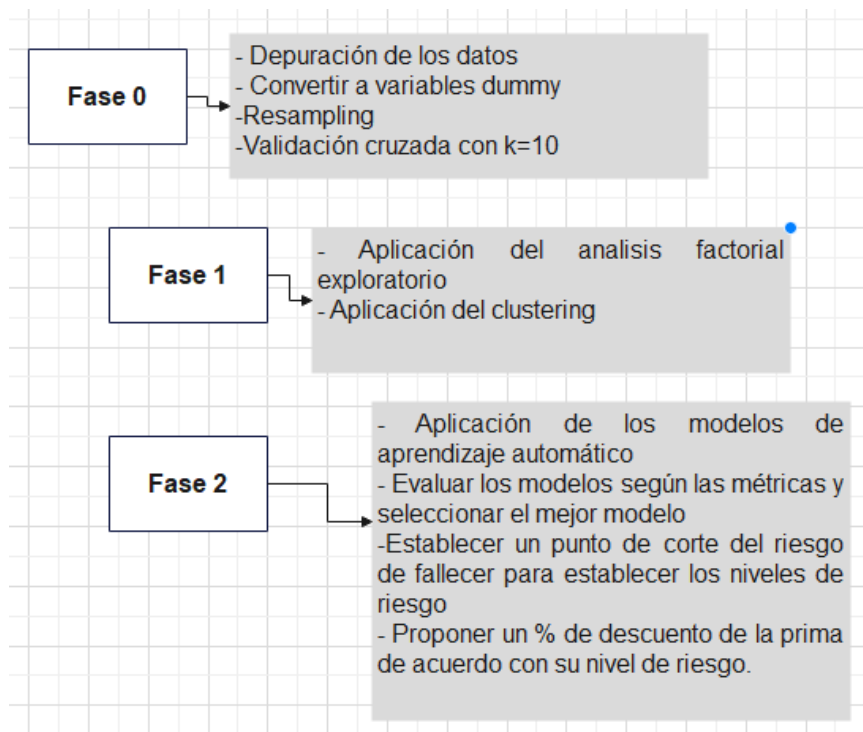 Fase 0
- Depuración de los datos
- Convertir a variables dummy
-Resampling
-Validación cruzada con k=10
Fase 1
- Aplicación del analisis factorial
exploratorio
- Aplicación del clustering
Fase 2
- Aplicación de los modelos de
aprendizaje automático
- Evaluar los modelos según las métricas y
seleccionar el mejor modelo
-Establecer un punto de corte del riesgo
de fallecer para establecer los niveles de
riesgo
- Proponer un % de descuento de la prima
de acuerdo con su nivel de riesgo.